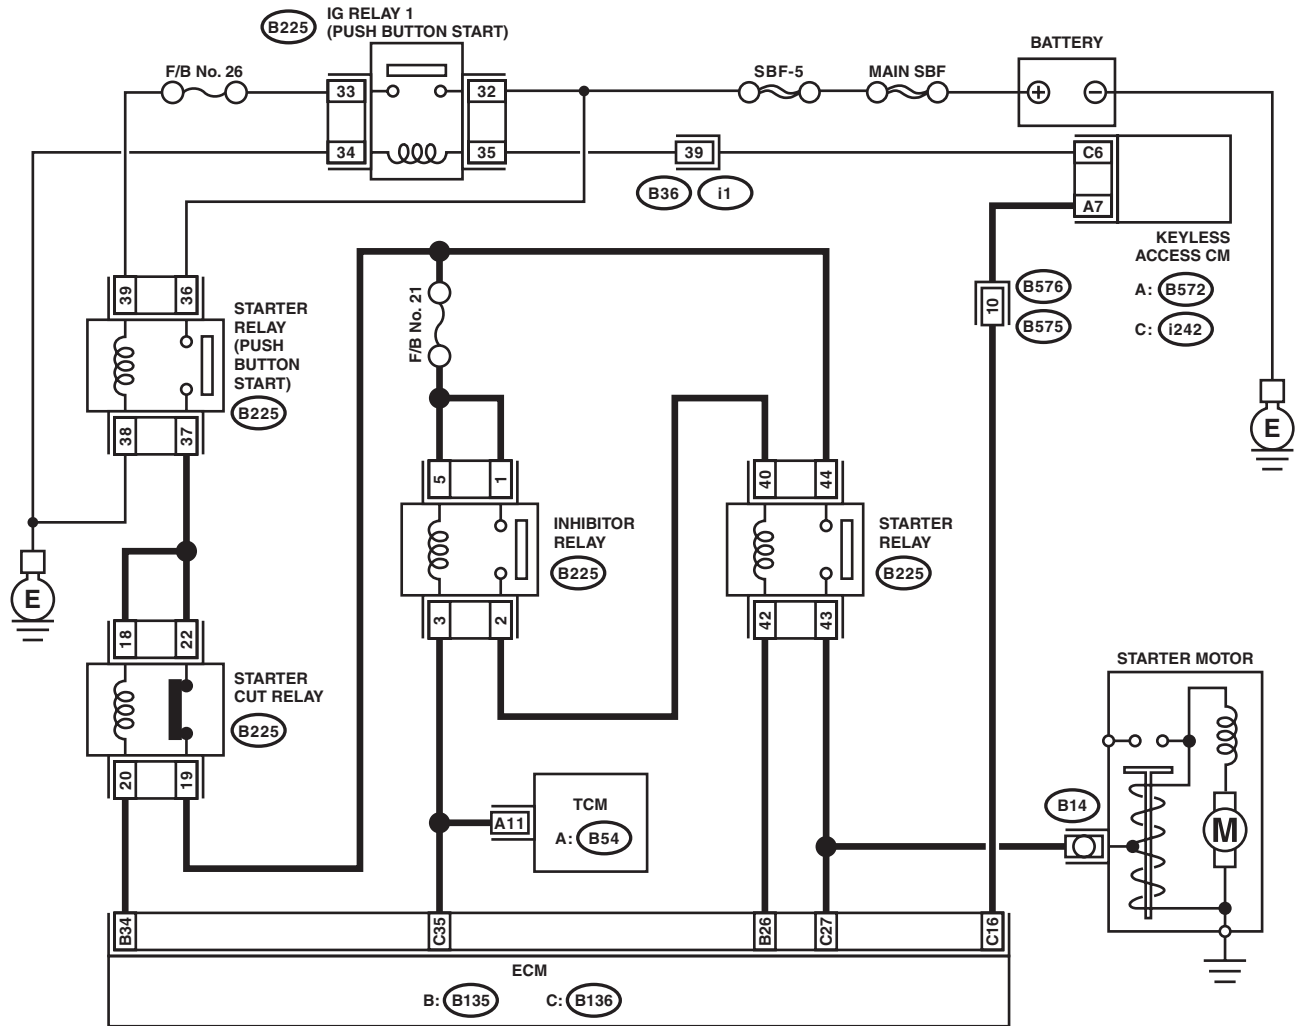 IG RELAY 1
B225 (PUSH BUTTON START)
BATTERY
F/B No. 26
SBF-5
MAIN SBF
33
32
+
−
34
35
39
C6
B36
i1
A7
KEYLESS
ACCESS CM
A: B572
C: i242
10
B576
B575
39
36
STARTER
RELAY
(PUSH
BUTTON
START)
B225
38
37
F/B No. 21
E
5
1
40
44
INHIBITOR
RELAY
B225
STARTER
RELAY
B225
3
2
42
43
E
18
22
STARTER
CUT RELAY
B225
20
19
STARTER MOTOR
B14
M
TCM
A11
A: B54
B34
C35
B26
C27
C16
ECM
B: B135
C: B136